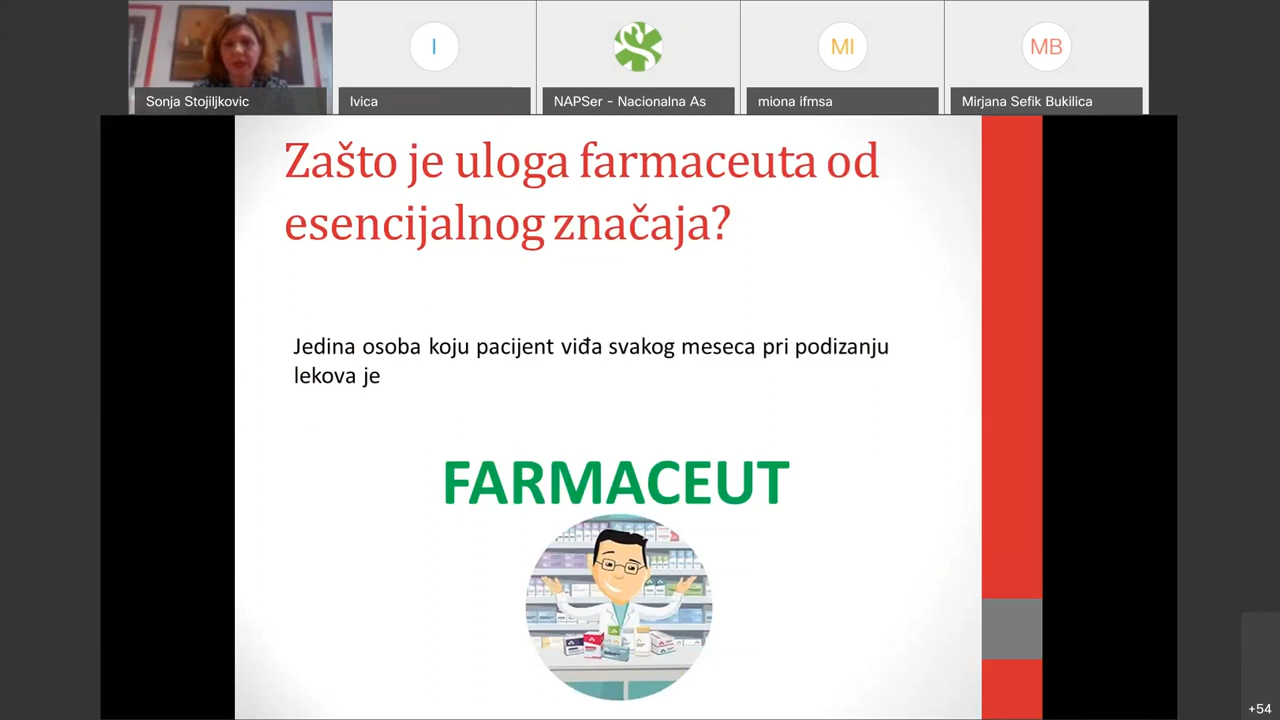 I
MI
MB
Sonja Stojiljkovic
Ivica
NAPSer - Nacionalna As
miona ifmsa
Mirjana Sefik Bukilica
Zašto je uloga farmaceuta od
esencijalnog značaja?
Jedina osoba koju pacijent viđa svakog meseca pri podizanju
lekova je
FARMACEUT
+54